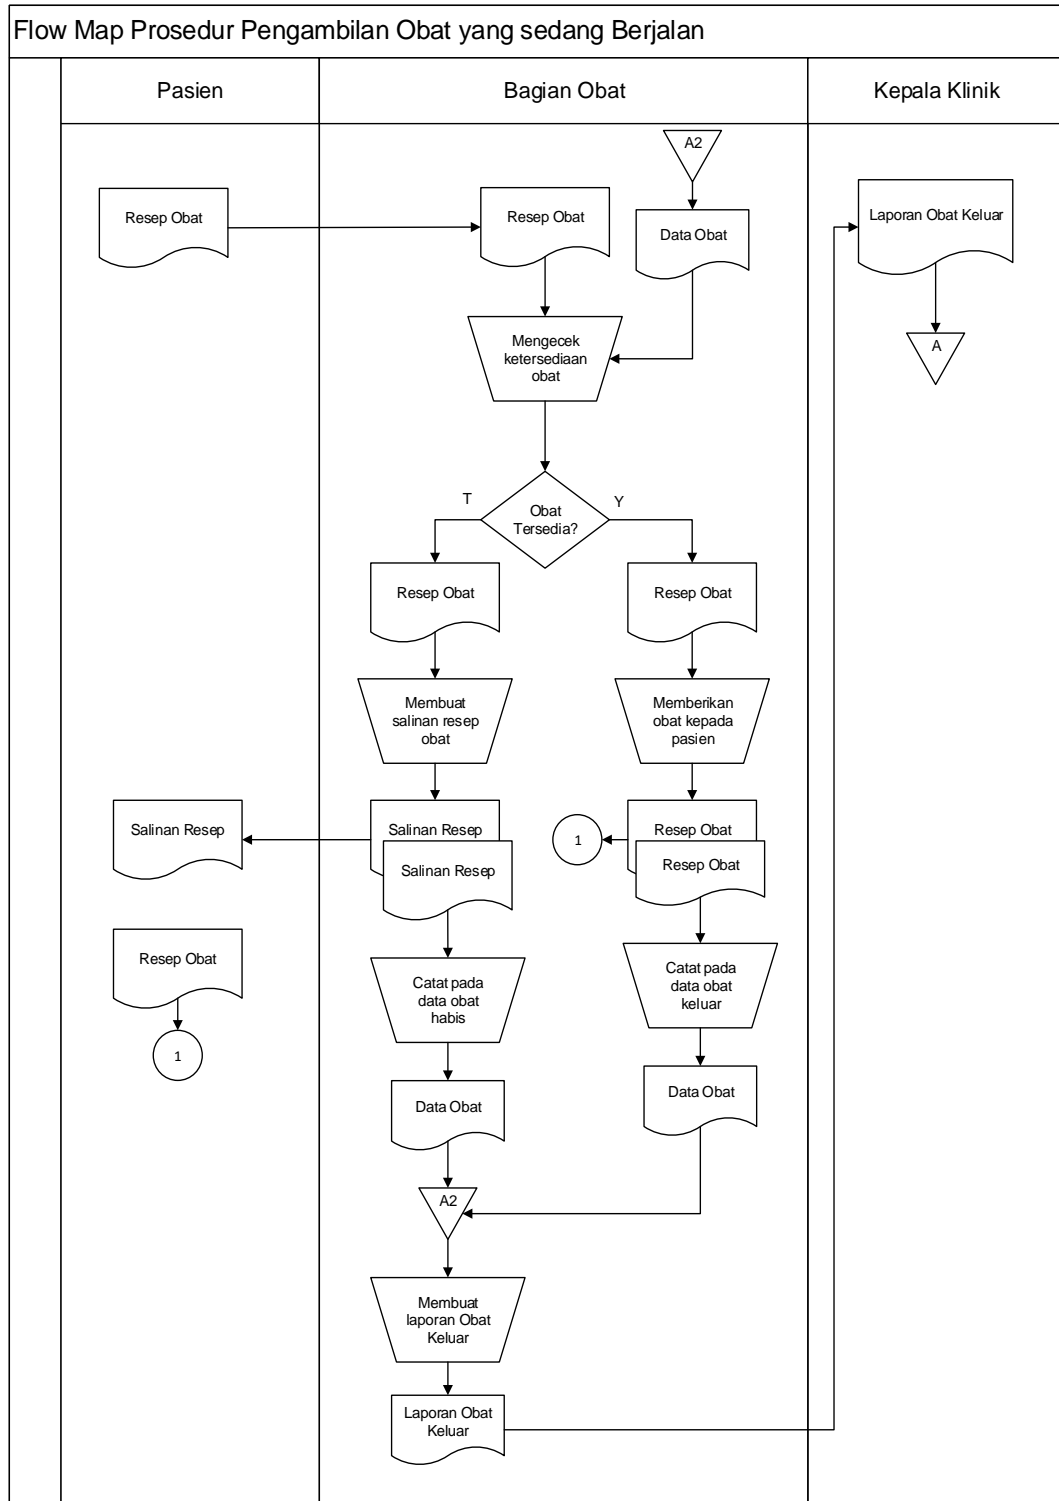 Flow Map Prosedur Pengambilan Obat yang sedang Berjalan
Pasien
Bagian Obat
Kepala Klinik
A2
Resep Obat
Resep Obat
Data Obat
Laporan Obat Keluar
Mengecek
ketersediaan
obat
A
T
Obat
Tersedia?
Y
Resep Obat
Resep Obat
Membuat
salinan resep
obat
Memberikan
obat kepada
pasien
Salinan Resep
Salinan Resep
Salinan Resep
1
Resep Obat
Resep Obat
Resep Obat
1
Catat pada
data obat
habis
Catat pada
data obat
keluar
Data Obat
Data Obat
A2
Membuat
laporan Obat
Keluar
Laporan Obat
Keluar